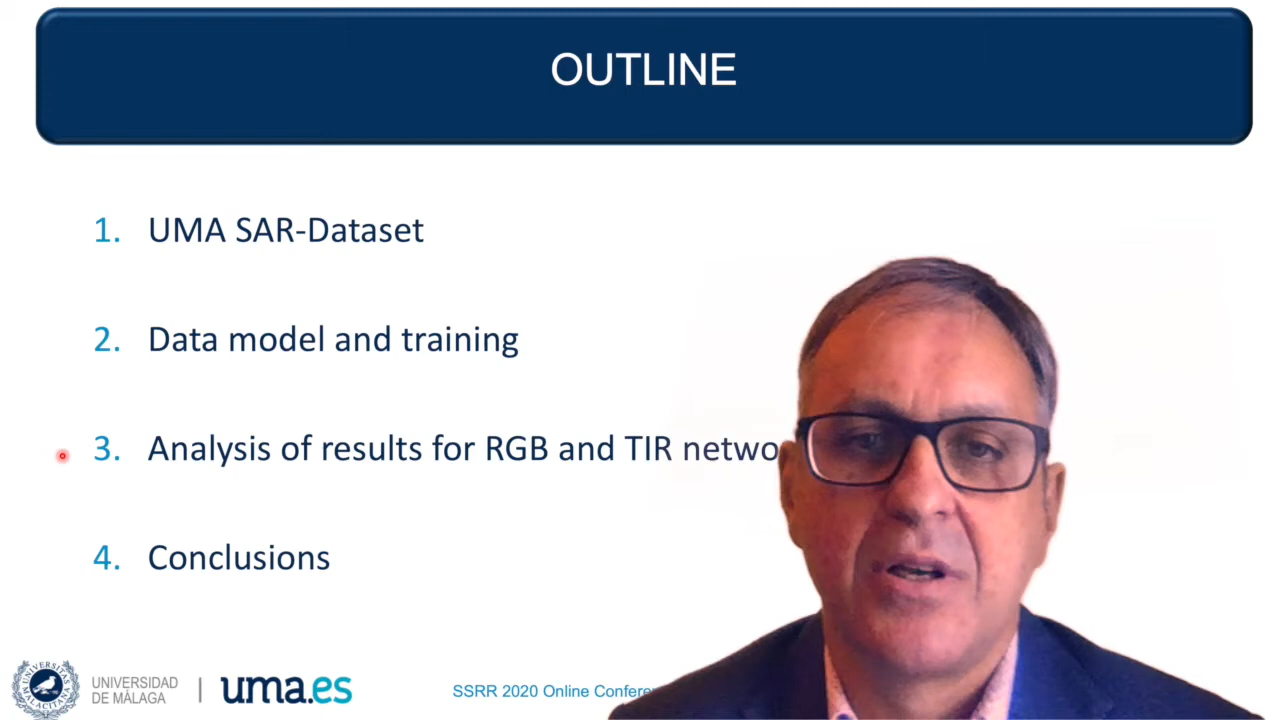 OUTLINE
1. UMA SAR-Dataset
2. Data model and training
3. Analysis of results for RGB and TIR netwo
4. Conclusions
UNIVERSIDAD
DE MÁLAGA
uma.es
SSRR 2020 Online